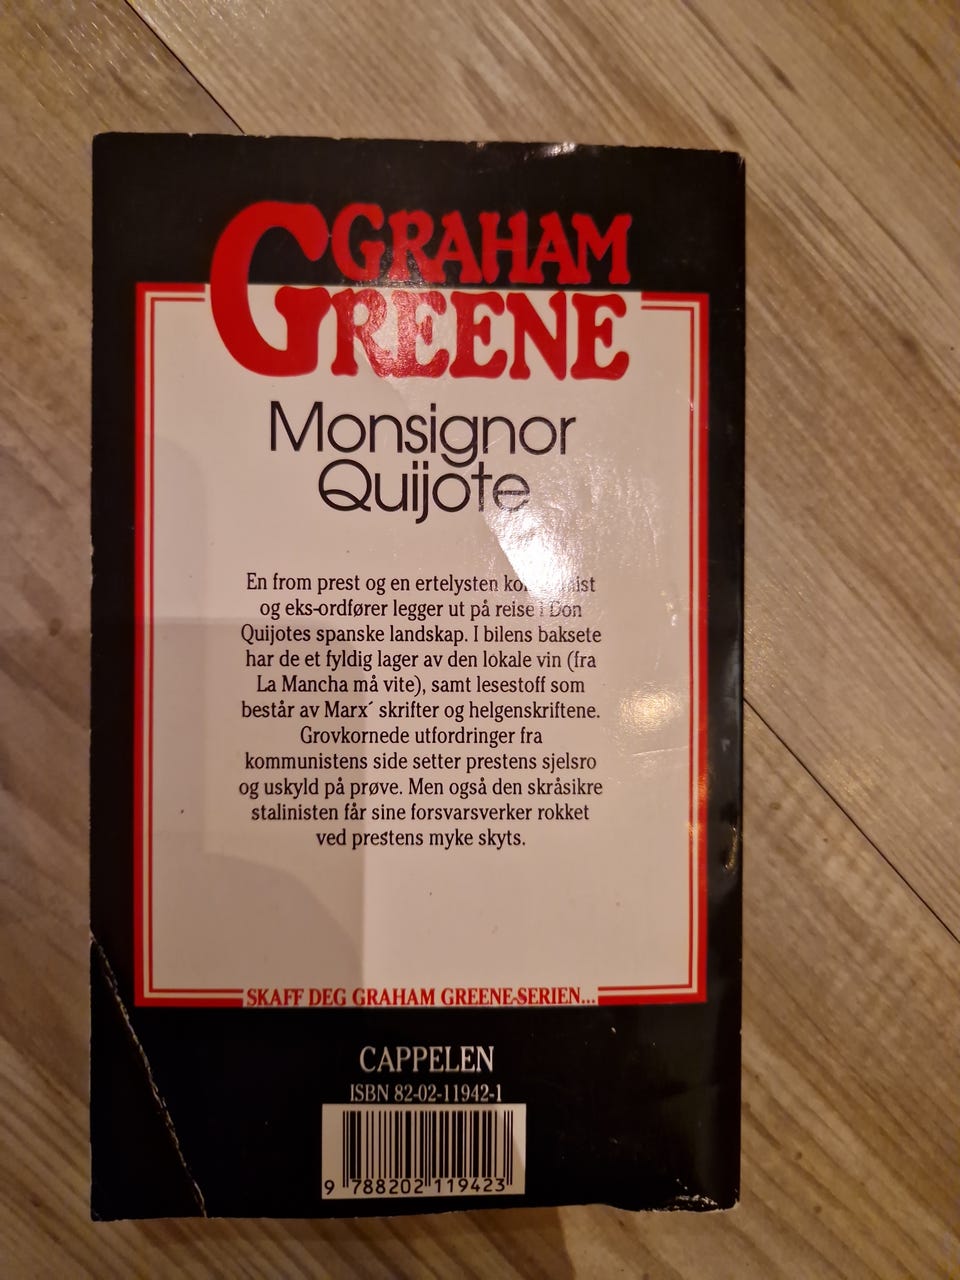 GRAHAM
GREENE
Monsignor
Quijote
En from prest og en ertelysten
og eks-ordfører legger ut på reise i Don
Quijotes spanske landskap. I bilens baksete
har de et fyldig lager av den lokale vin (fra
La Mancha må vite), samt lesestoff som
består av Marx´ skrifter og helgenskriftene.
Grovkornede utfordringer fra
kommunistens side setter prestens sjelsro
og uskyld på prøve. Men også den skråsikre
stalinisten får sine forsvarsverker rokket
ved prestens myke skyts.
SKAFF DEG GRAHAM GREENE-SERIEN...
CAPPELEN
ISBN 82-02-11942-1
9 788202 119423